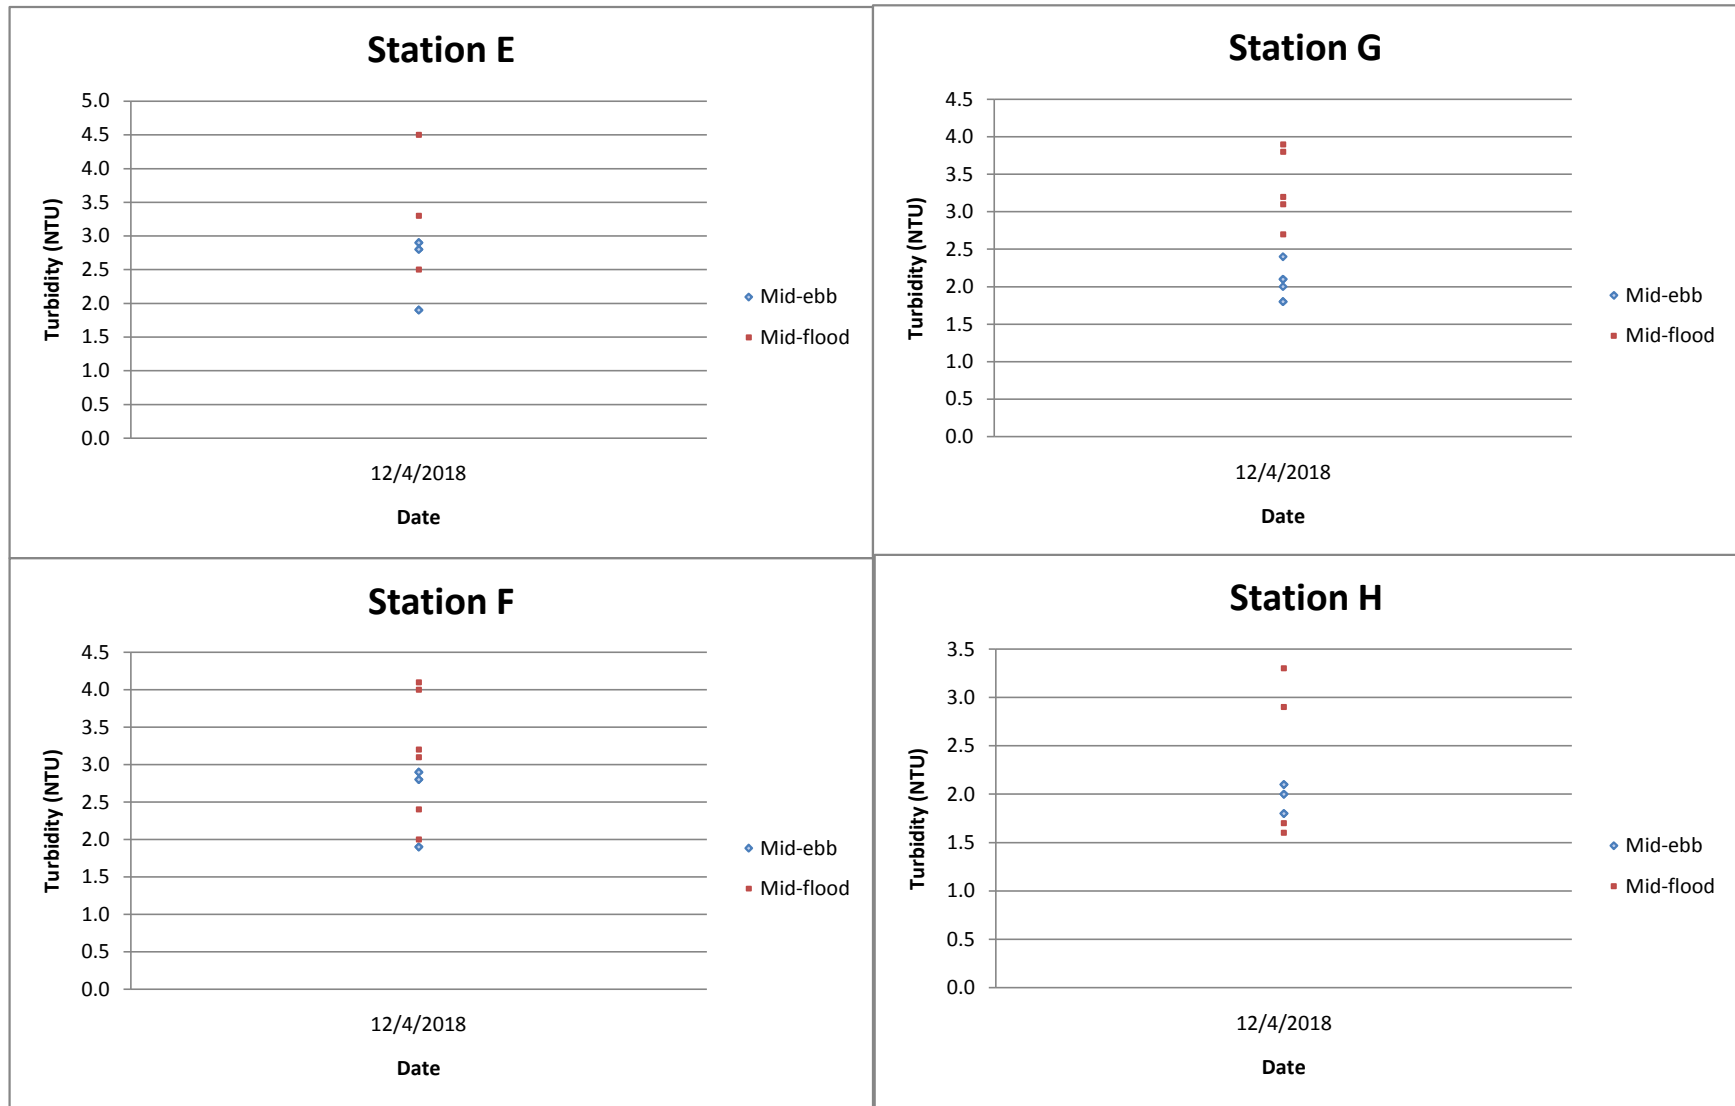 Station E
5.0
4.5
4.0
3.5
3.0
2.5
2.0
1.5
1.0
0.5
0.0
Turbidity (NTU)
12/4/2018
Date
Mid-ebb
Mid-flood
Station G
4.5
4.0
3.5
3.0
2.5
2.0
1.5
1.0
0.5
0.0
Turbidity (NTU)
12/4/2018
Date
Mid-ebb
Mid-flood
Station F
4.5
4.0
3.5
3.0
2.5
2.0
1.5
1.0
0.5
0.0
Turbidity (NTU)
12/4/2018
Date
Mid-ebb
Mid-flood
Station H
3.5
3.0
2.5
2.0
1.5
1.0
0.5
0.0
Turbidity (NTU)
12/4/2018
Date
Mid-ebb
Mid-flood